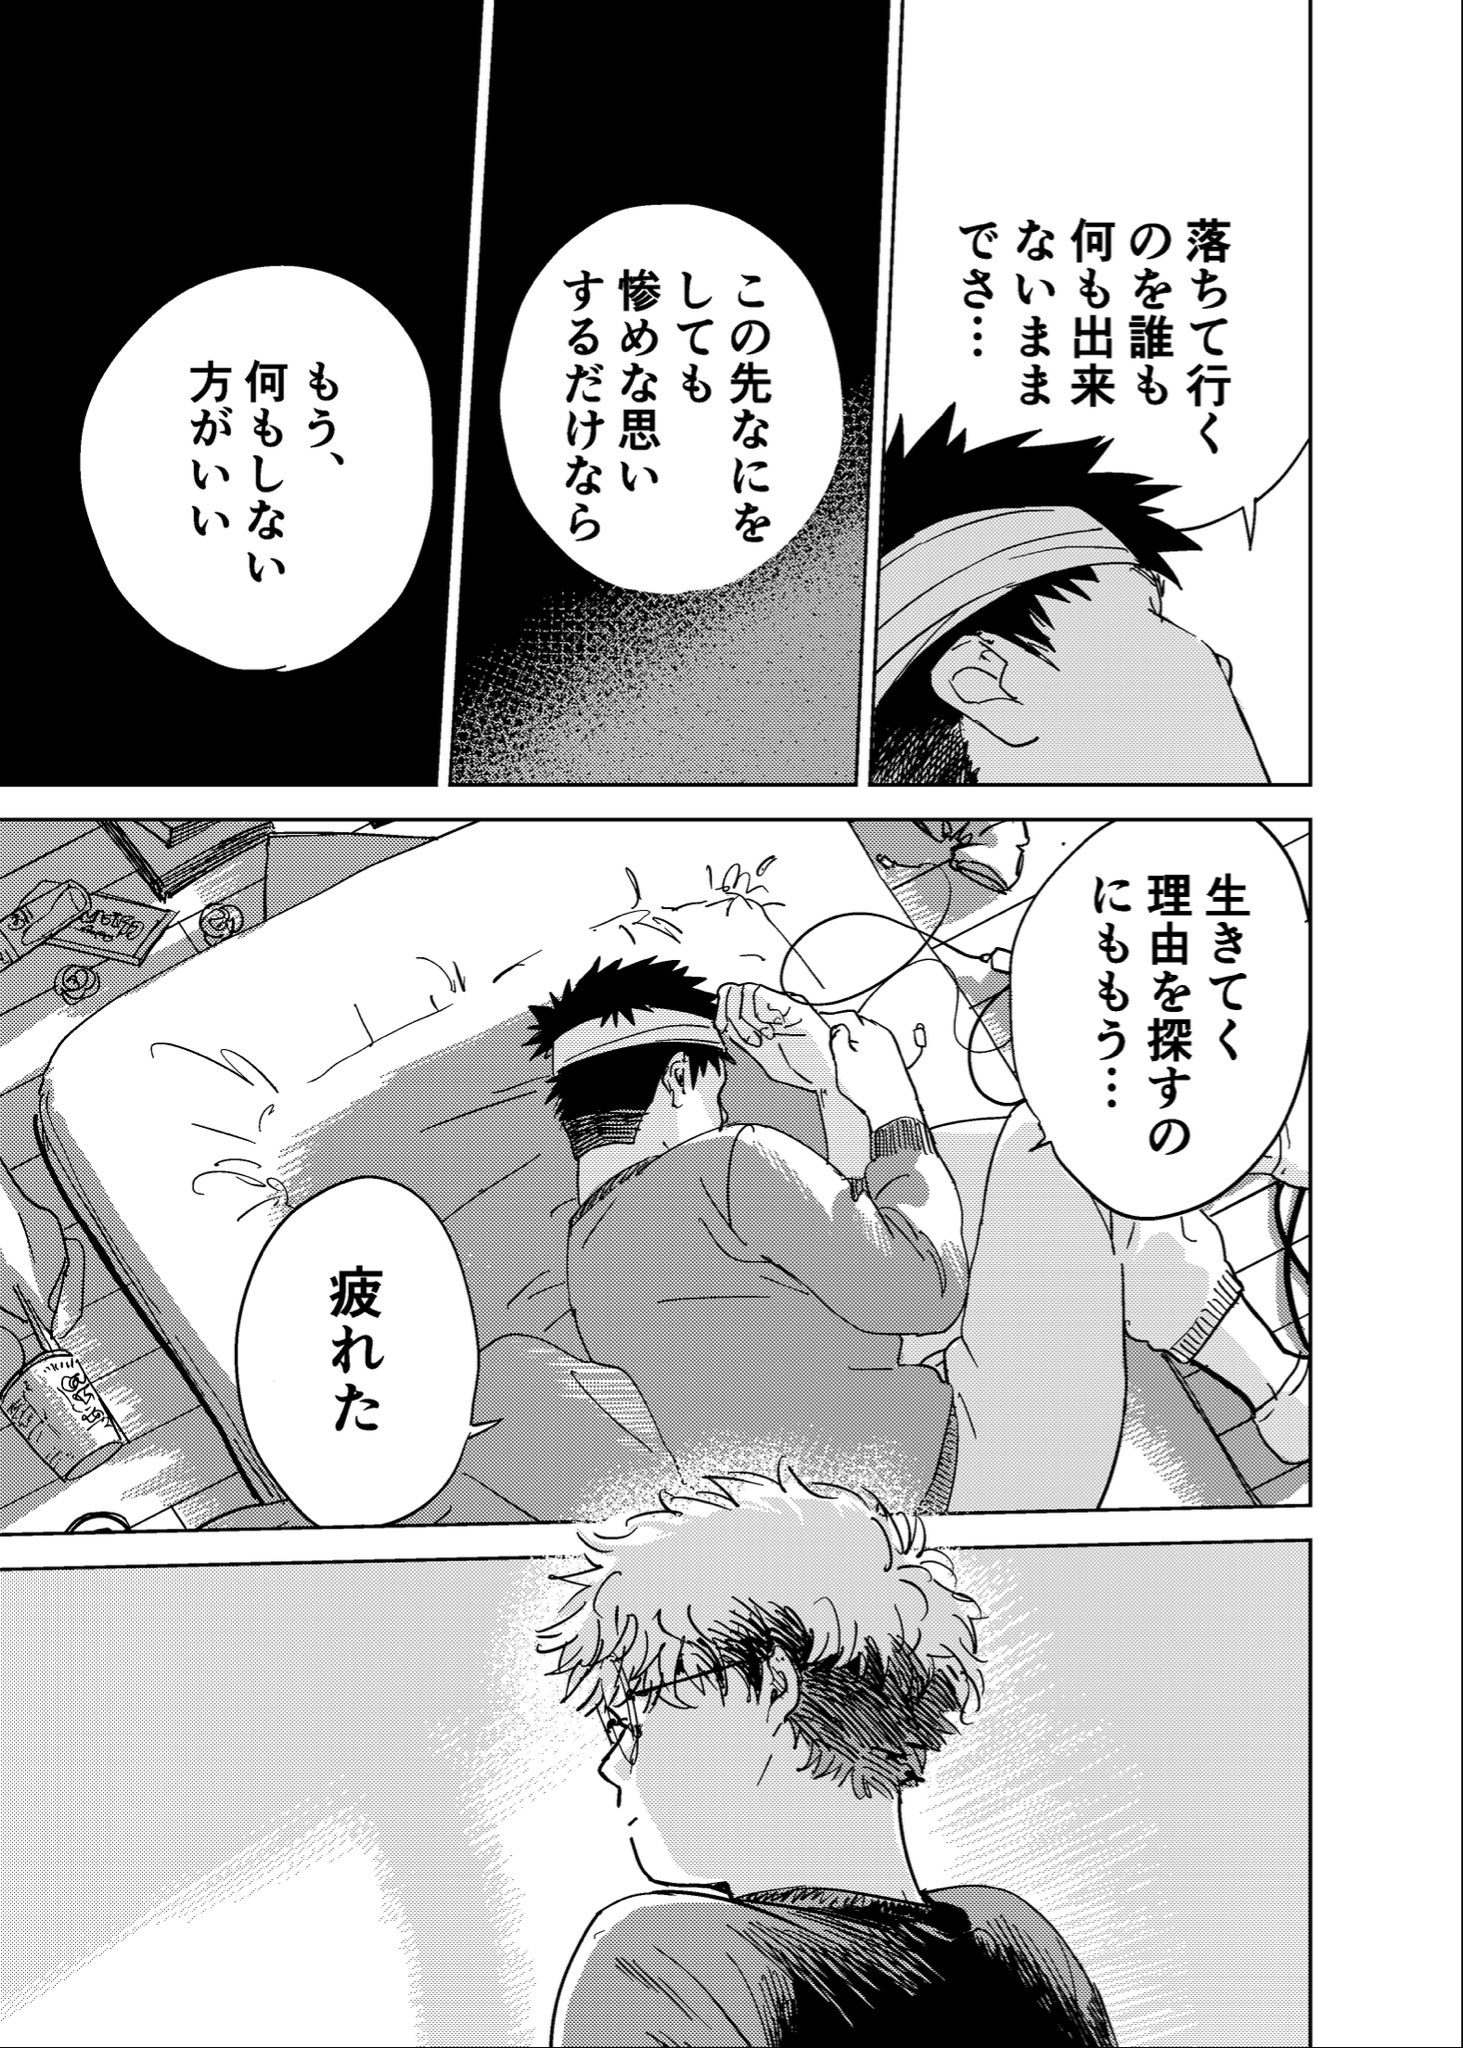 落ちて行く
のを誰も
何も出来
ないまま
でさ…
この先なにを
しても
惨めな思い
するだけなら
もう、
何もしない
方がいい
生きてく
理由を探すの
にももう…
疲れた